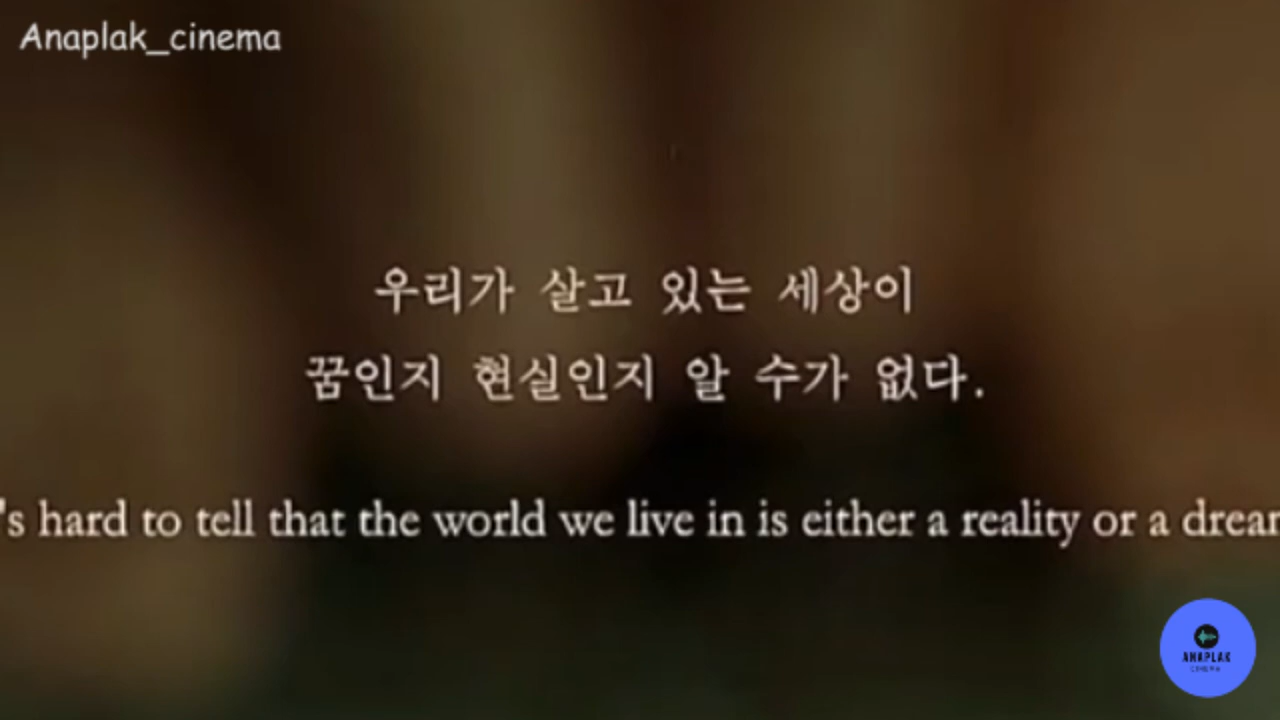 Anaplak_cinema
우리가 살고 있는 세상이
꿈인지 현실인지 알 수가 없다.
's hard to tell that the world we live in is either a reality or a drear
ANAPLAK